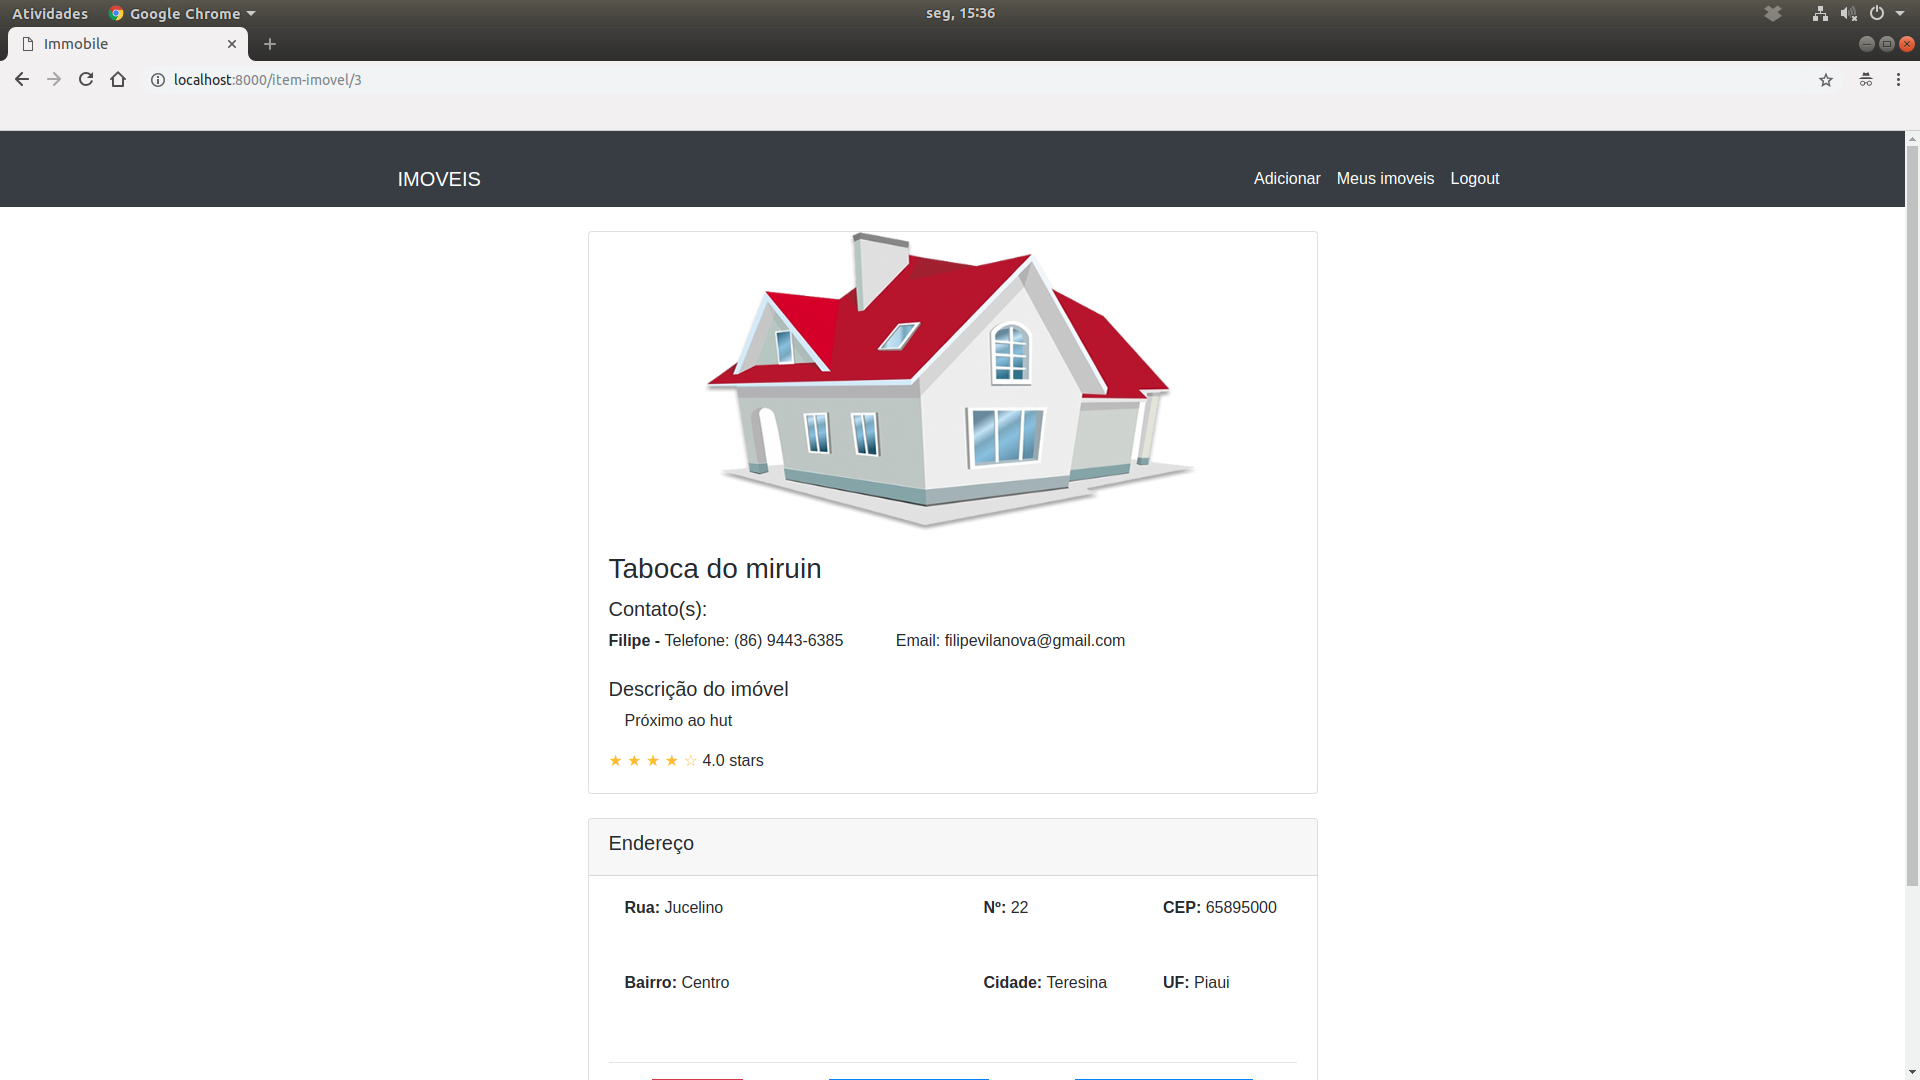 Atividades Google Chrome seg, 15:36
Immobile
localhost:8000/item-imovel/3
IMOVEIS Adicionar Meus imoveis Logout
Taboca do miruin
Contato(s):
Filipe - Telefone: (86) 9443-6385 Email: filipevilanova@gmail.com
Descrição do imóvel
Próximo ao hut
★ ★ ★ ★ ☆ 4.0 stars
Endereço
Rua: Jucelino Nº: 22 CEP: 65895000
Bairro: Centro Cidade: Teresina UF: Piaui